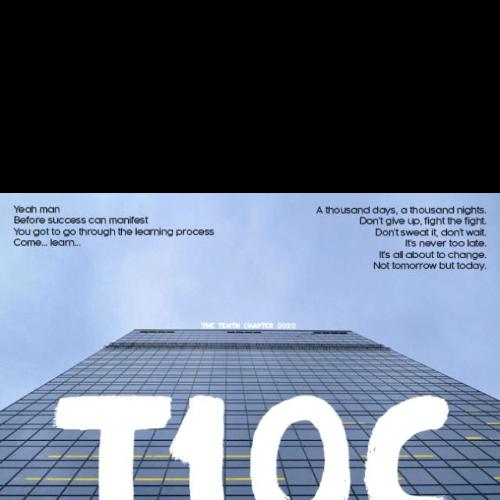 Yeah man
Before success can manifest
You got to go through the learning process
Come... learn...
A thousand days, a thousand nights.
Don't give up, fight the fight.
Don't sweat it, don't wait.
It's never too late.
It's all about to change.
Not tomorrow but today.
THE TENTH CHAPTER 2022
T10C